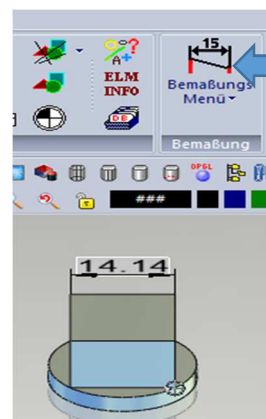 ?
A+
15
ELM
INFO
Bemaßungs
Menü
DB
Bemaßung
OPGL
###
14.14